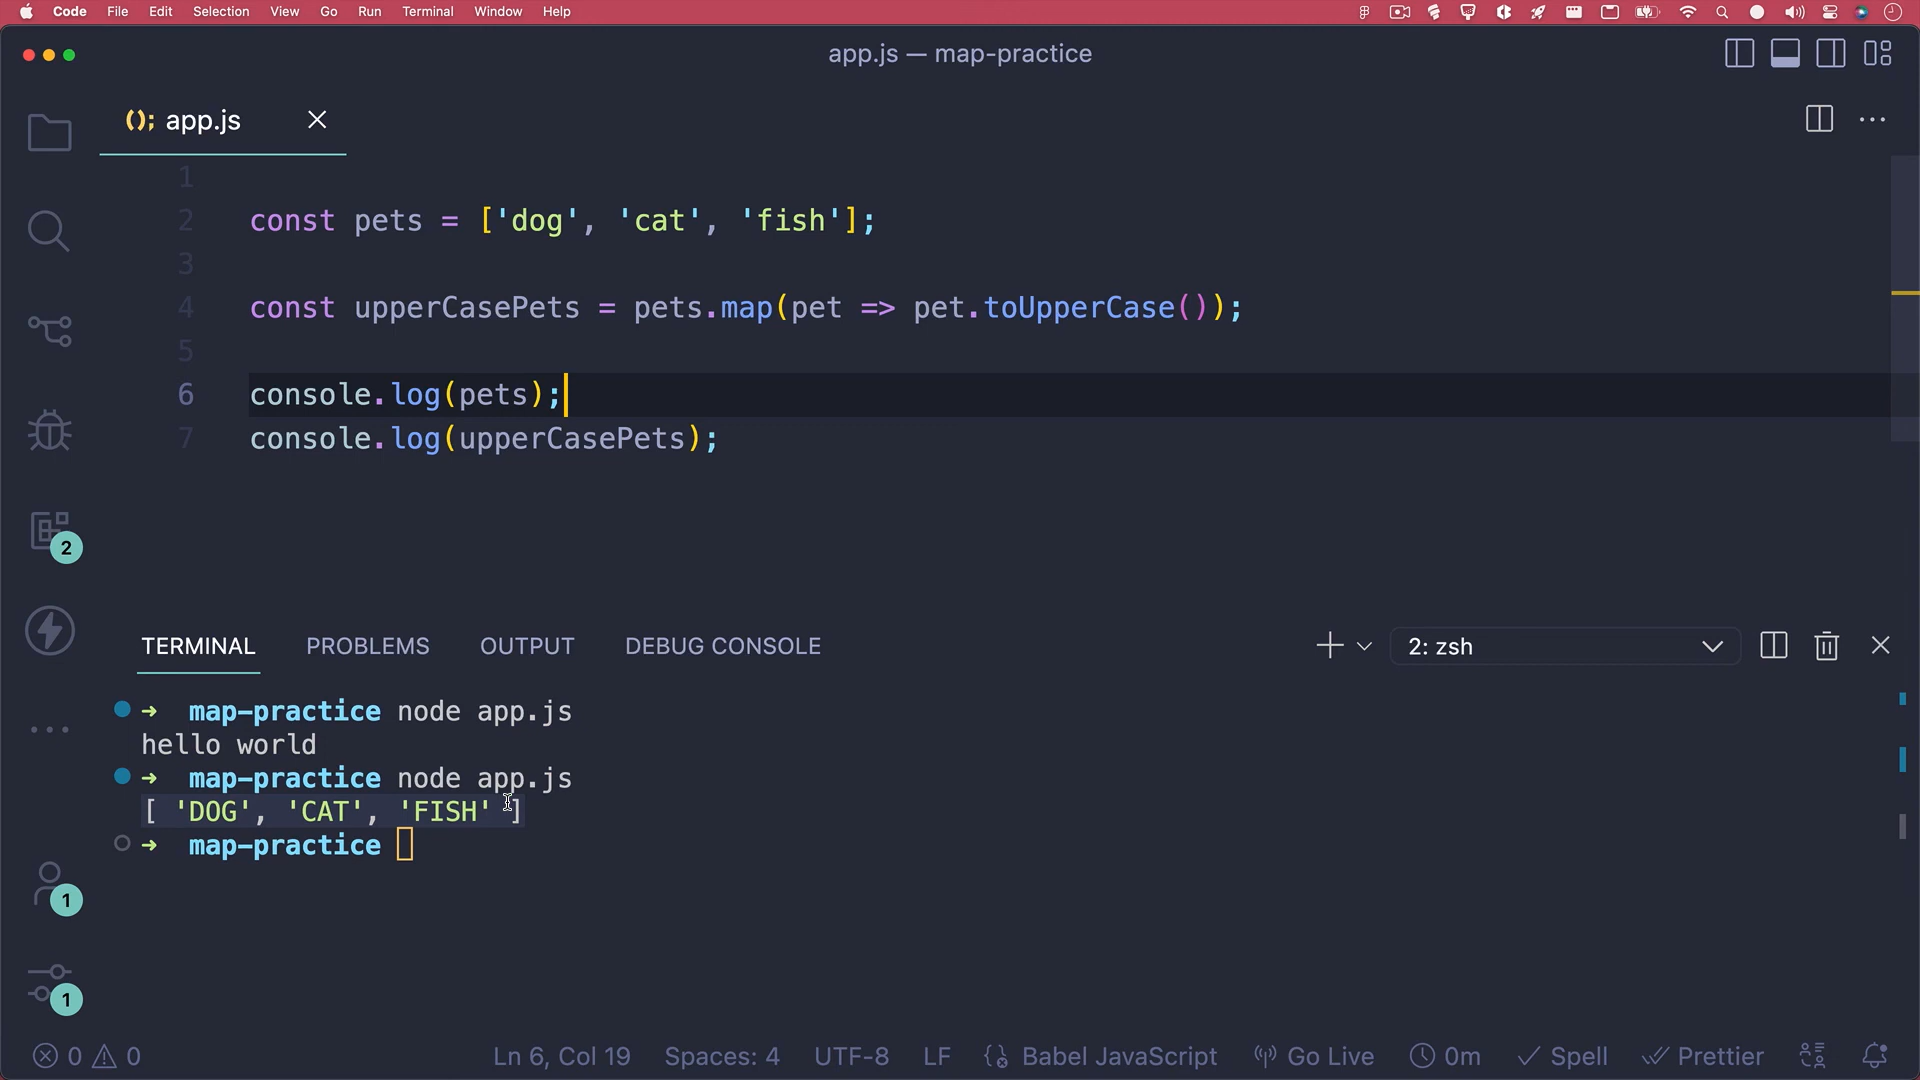 Code File Edit Selection View Go Run Terminal Window Help
app.js — map-practice
(); app.js
1
2 const pets = ['dog', 'cat', 'fish'];
3
4 const upperCasePets = pets.map(pet => pet.toUpperCase());
5
6 console.log(pets);
7 console.log(upperCasePets);
2
TERMINAL PROBLEMS OUTPUT DEBUG CONSOLE 2: zsh
➜ map-practice node app.js
hello world
➜ map-practice node app.js
[ 'DOG', 'CAT', 'FISH' ]
➜ map-practice
1
1
0 0 Ln 6, Col 19 Spaces: 4 UTF-8 LF Babel JavaScript Go Live 0m Spell Prettier